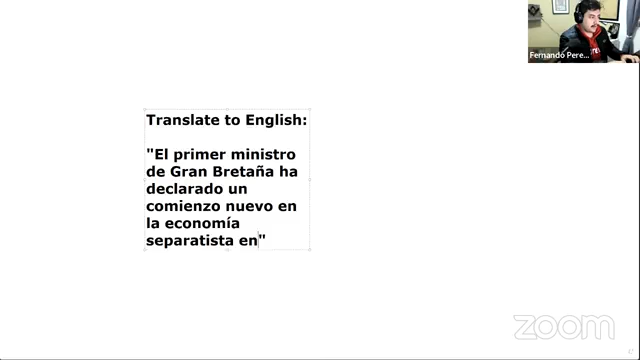 Fernando Pere...
Translate to English:
"El primer ministro
de Gran Bretaña ha
declarado un
comienzo nuevo en
la economía
separatista en"
zoom